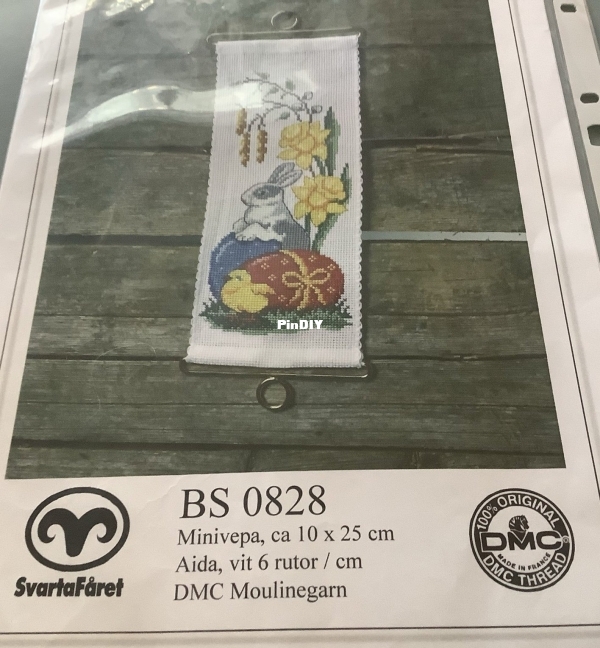 PinDIY
BS 0828
Minivepa, ca 10 x 25 cm
Aida, vit 6 rutor / cm
DMC Moulinegarn
SvartaFåret
100% ORIGINAL
DMC
MADE IN FRANCE
DMC THREAD